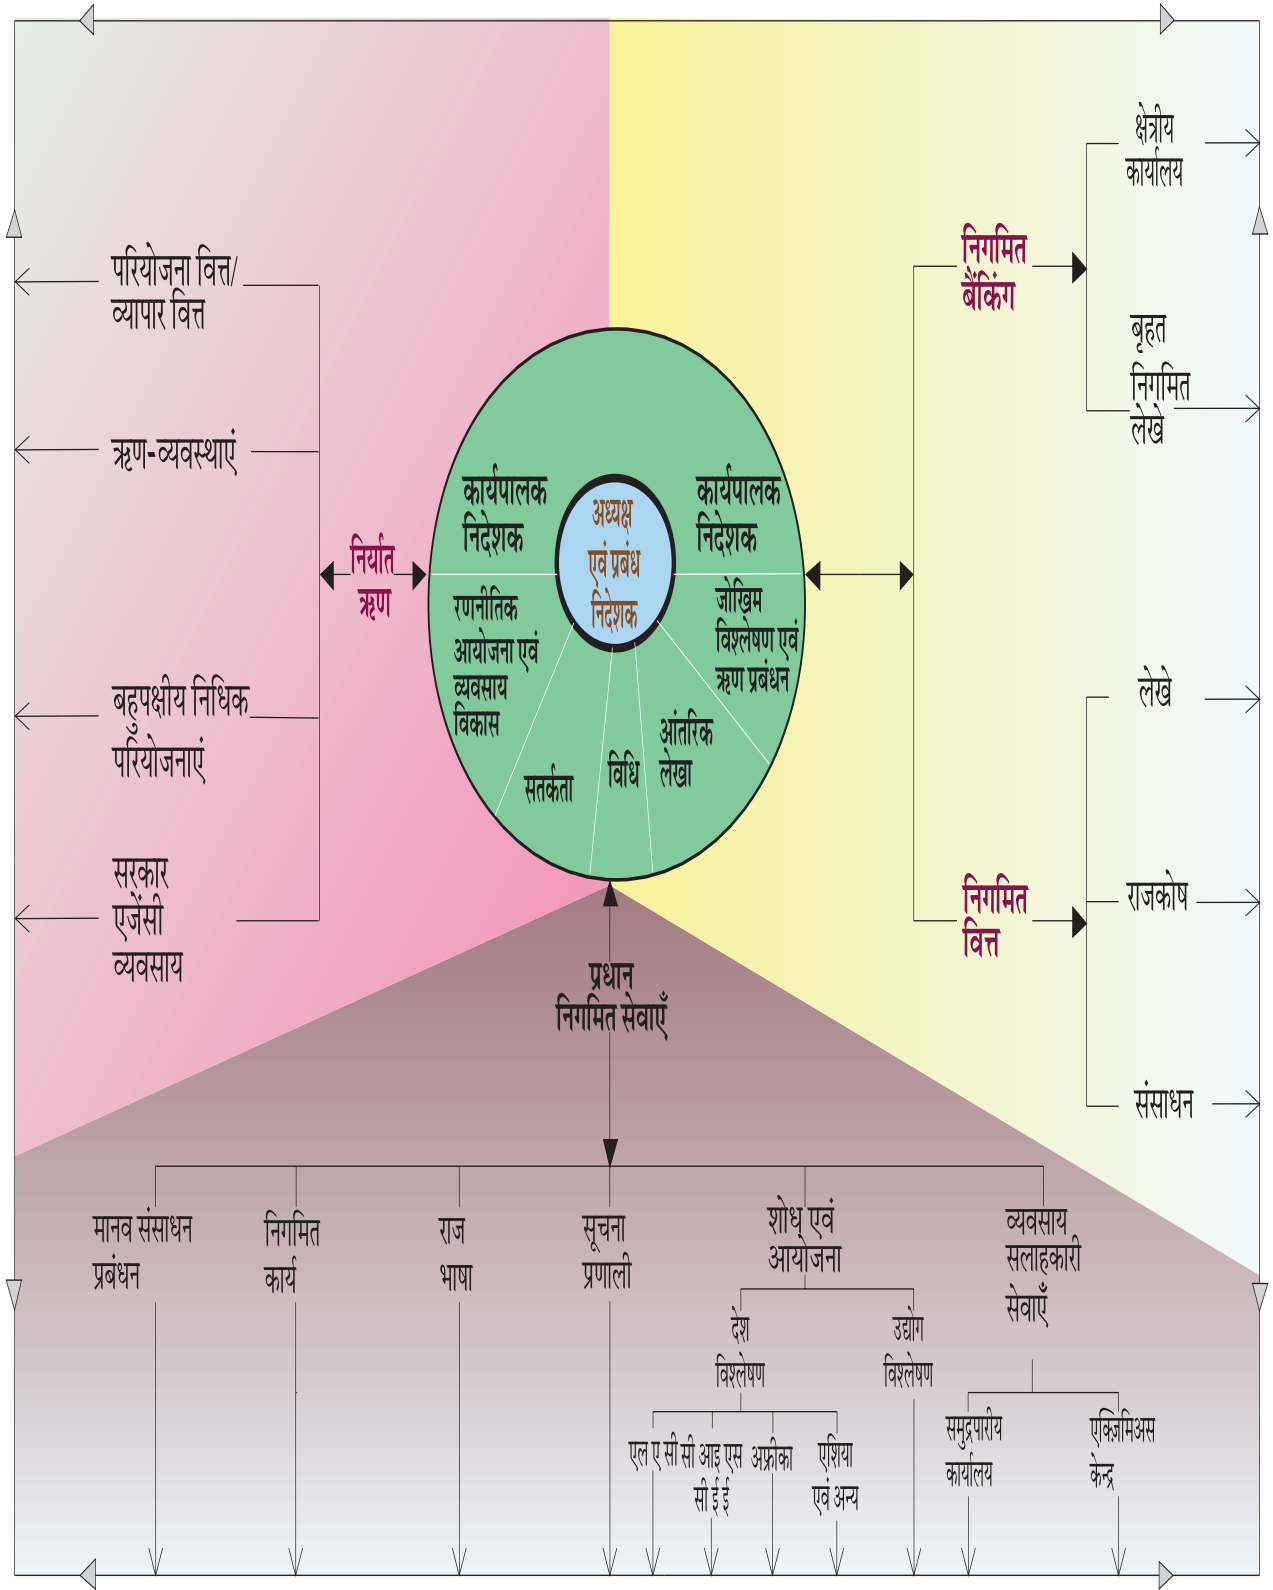 क्षेत्रीय
कार्यालय
निगमित
बैंकिंग
बृहत
निगमित
लेखे
परियोजना वित्त/
व्यापार वित्त
ऋण-व्यवस्थाएं
निर्यात
ऋण
बहुपक्षीय निधिक
परियोजनाएं
सरकार
एजेंसी
व्यवसाय
कार्यपालक
निदेशक
अध्यक्ष
एवं प्रबंध
निदेशक
कार्यपालक
निदेशक
रणनीतिक
आयोजना एवं
व्यवसाय
विकास
सतर्कता
विधि
आंतरिक
लेखा
जोखिम
विश्लेषण एवं
ऋण प्रबंधन
लेखे
निगमित
वित्त
राजकोष
संसाधन
प्रधान
निगमित सेवाएँ
मानव संसाधन
प्रबंधन
निगमित
कार्य
राज
भाषा
सूचना
प्रणाली
शोध एवं
आयोजना
व्यवसाय
सलाहकारी
सेवाएँ
देश
विश्लेषण
उद्योग
विश्लेषण
एल ए सी
सी आइ एस
सी ई ई
अफ्रीका
एशिया
एवं अन्य
समुद्रपारीय
कार्यालय
एक्ज़िमिअस
केन्द्र